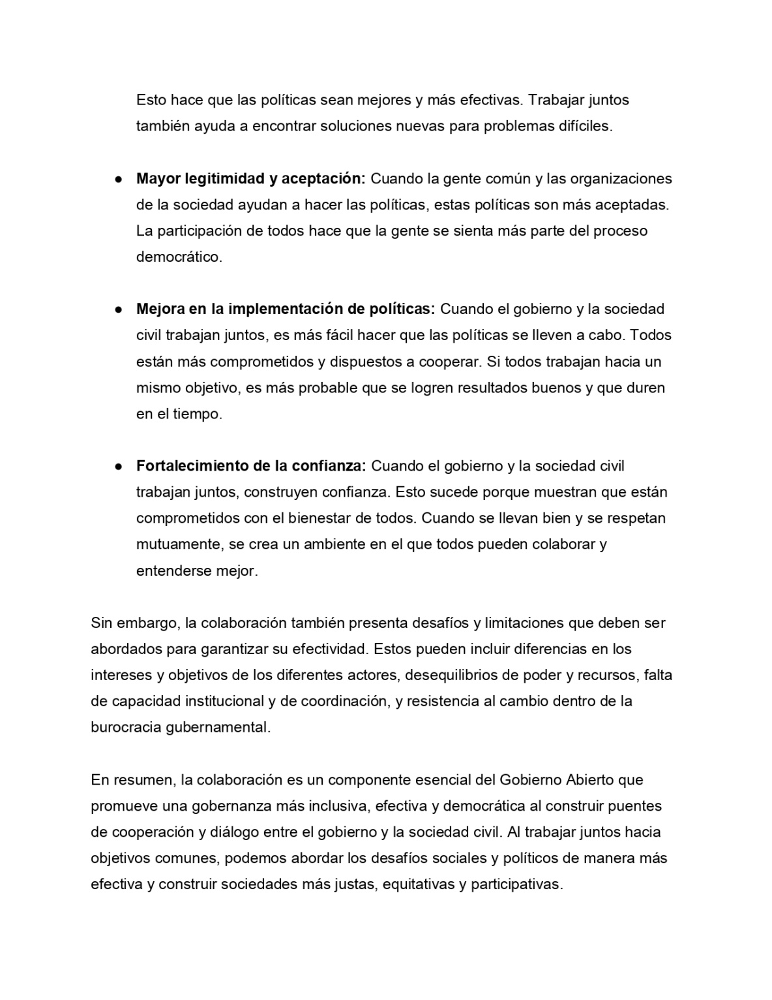 Esto hace que las políticas sean mejores y más efectivas. Trabajar juntos
también ayuda a encontrar soluciones nuevas para problemas difíciles.
● Mayor legitimidad y aceptación: Cuando la gente común y las organizaciones
de la sociedad ayudan a hacer las políticas, estas políticas son más aceptadas.
La participación de todos hace que la gente se sienta más parte del proceso
democrático.
● Mejora en la implementación de políticas: Cuando el gobierno y la sociedad
civil trabajan juntos, es más fácil hacer que las políticas se lleven a cabo. Todos
están más comprometidos y dispuestos a cooperar. Si todos trabajan hacia un
mismo objetivo, es más probable que se logren resultados buenos y que duren
en el tiempo.
● Fortalecimiento de la confianza: Cuando el gobierno y la sociedad civil
trabajan juntos, construyen confianza. Esto sucede porque muestran que están
comprometidos con el bienestar de todos. Cuando se llevan bien y se respetan
mutuamente, se crea un ambiente en el que todos pueden colaborar y
entenderse mejor.
Sin embargo, la colaboración también presenta desafíos y limitaciones que deben ser
abordados para garantizar su efectividad. Estos pueden incluir diferencias en los
intereses y objetivos de los diferentes actores, desequilibrios de poder y recursos, falta
de capacidad institucional y de coordinación, y resistencia al cambio dentro de la
burocracia gubernamental.
En resumen, la colaboración es un componente esencial del Gobierno Abierto que
promueve una gobernanza más inclusiva, efectiva y democrática al construir puentes
de cooperación y diálogo entre el gobierno y la sociedad civil. Al trabajar juntos hacia
objetivos comunes, podemos abordar los desafíos sociales y políticos de manera más
efectiva y construir sociedades más justas, equitativas y participativas.